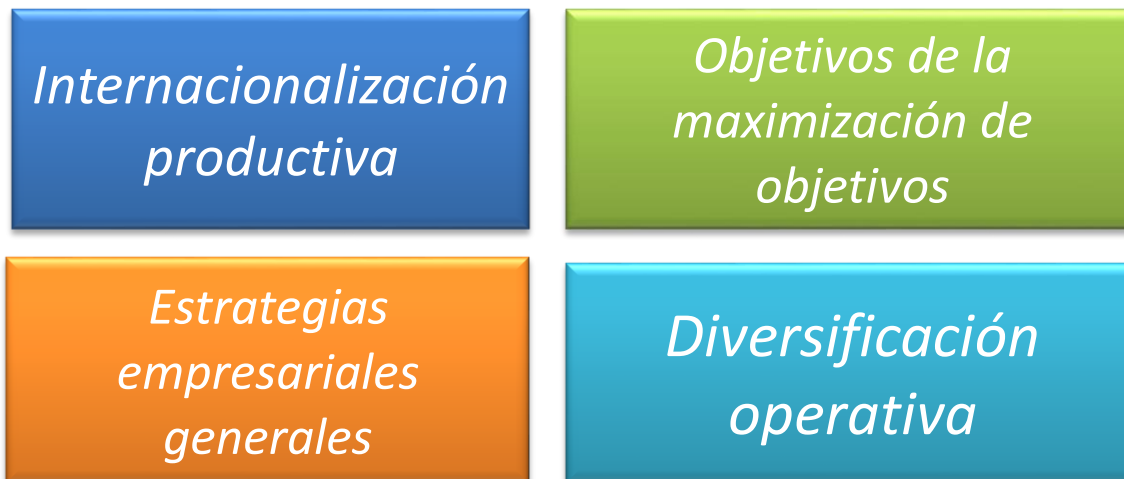 Internacionalización
productiva
Objetivos de la
maximización de
objetivos
Estrategias
empresariales
generales
Diversificación
operativa